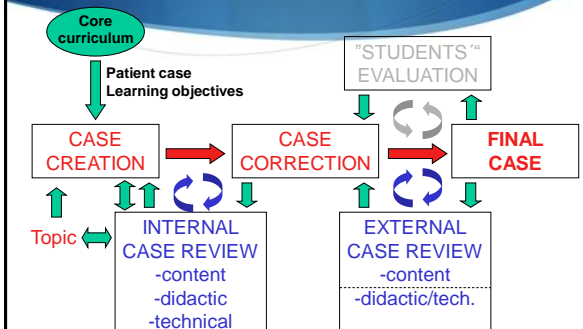 Core
curriculum
Patient case
Learning objectives
"STUDENTS´“
EVALUATION
CASE
CREATION
CASE
CORRECTION
FINAL
CASE
Topic
INTERNAL
CASE REVIEW
-content
-didactic
-technical
EXTERNAL
CASE REVIEW
-content
-didactic/tech.